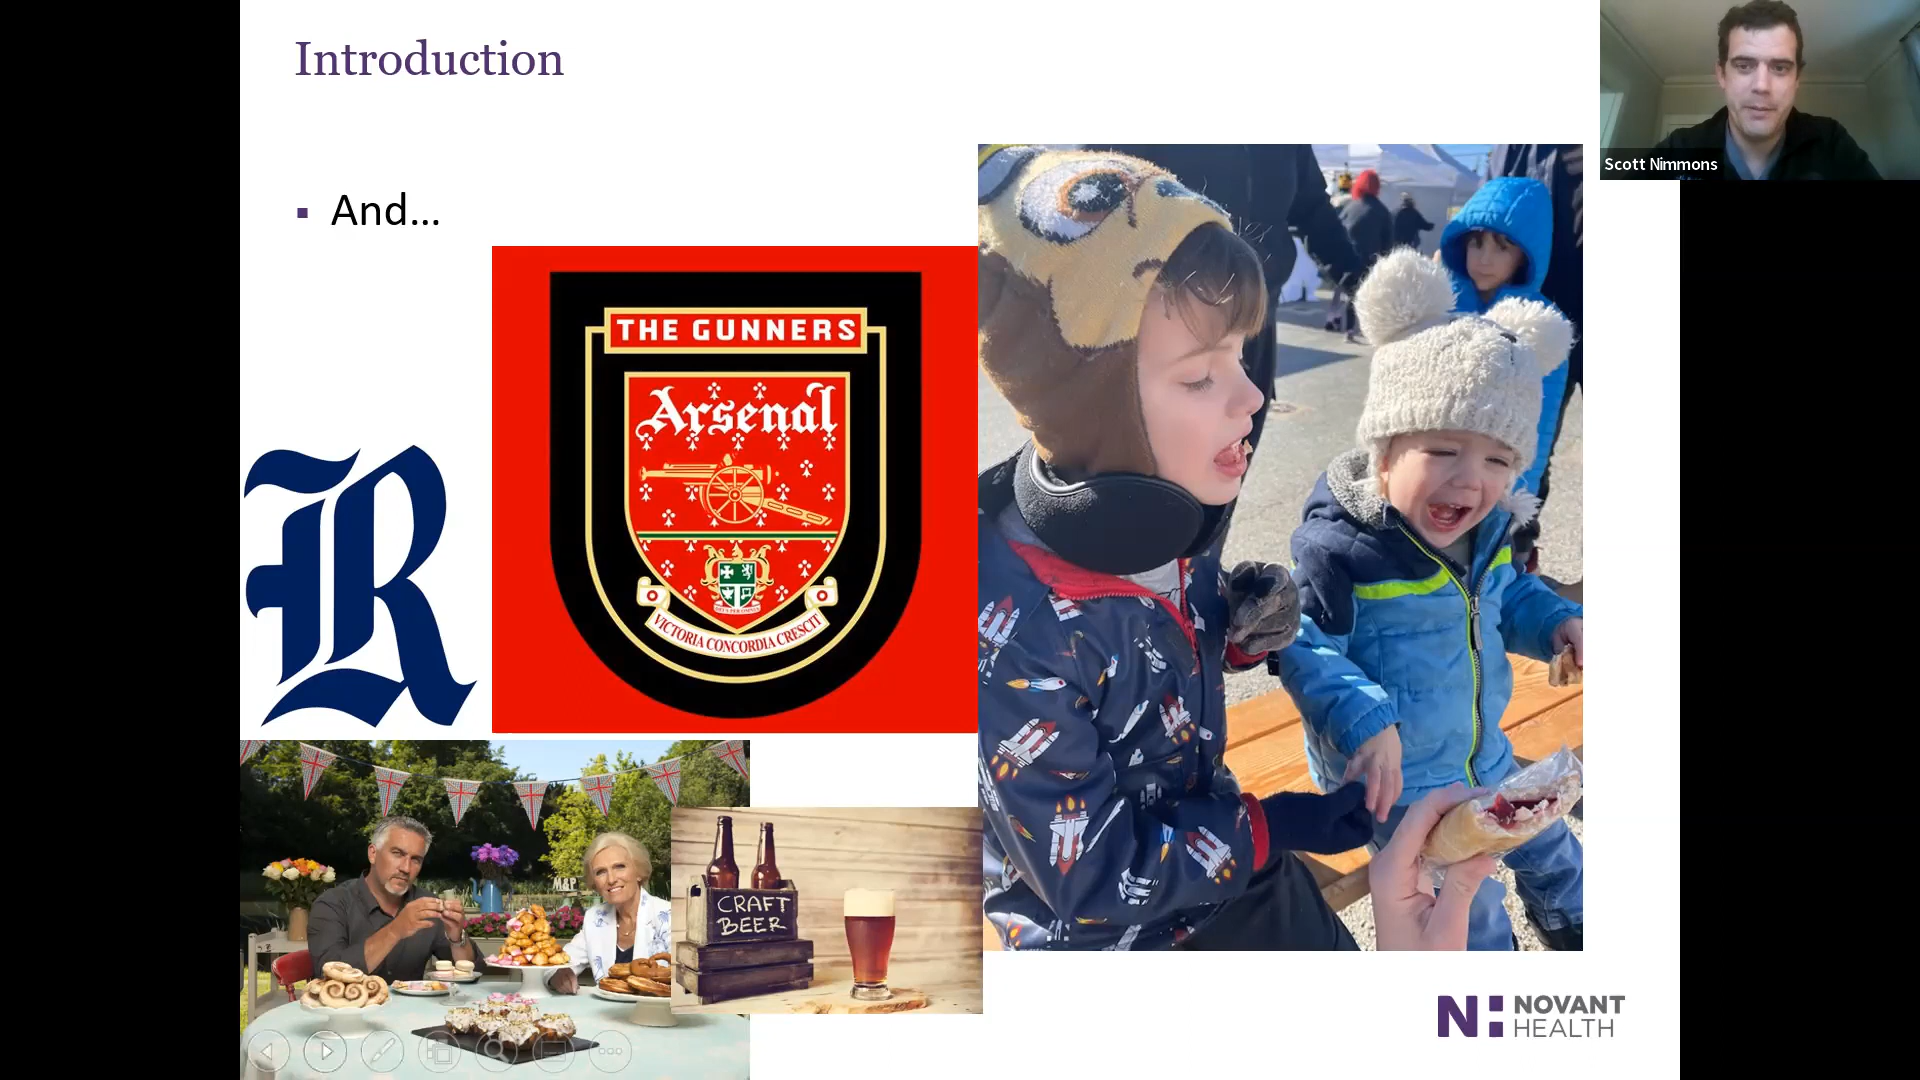 Introduction
Scott Nimmons
▪ And...
THE GUNNERS
Arsenal
VICTORIA CONCORDIA CRESCIT
R
M&P
CRAFT
BEER
NOVANT
HEALTH